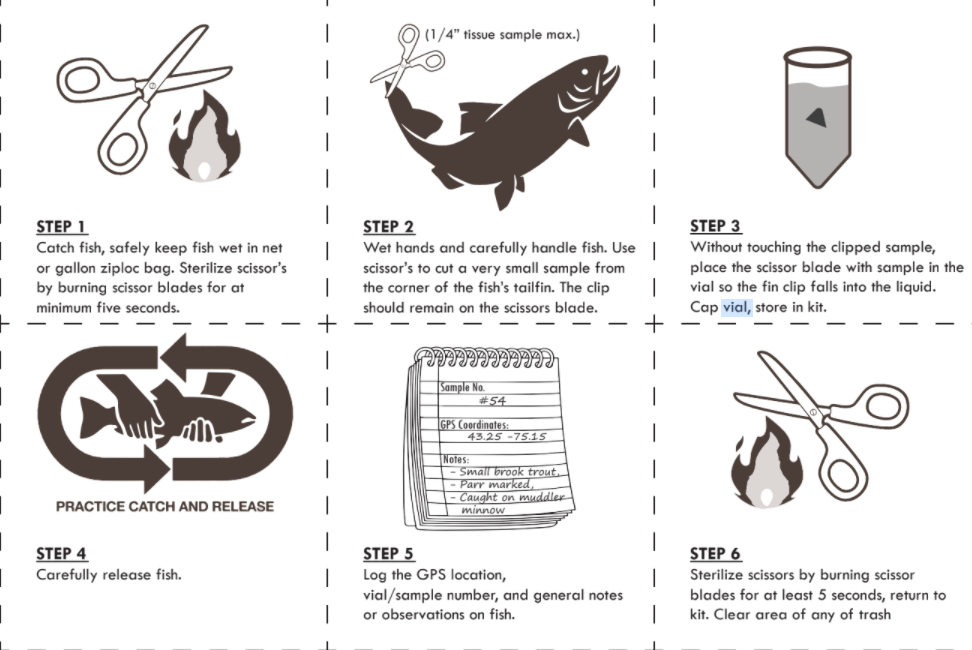 (1/4" tissue sample max.)
STEP 1
Catch fish, safely keep fish wet in net
or gallon ziploc bag. Sterilize scissor's
by burning scissor blades for at
minimum five seconds.
STEP 2
Wet hands and carefully handle fish. Use
scissor's to cut a very small sample from
the corner of the fish's tailfin. The clip
should remain on the scissors blade.
STEP 3
Without touching the clipped sample,
place the scissor blade with sample in the
vial so the fin clip falls into the liquid.
Cap vial, store in kit.
PRACTICE CATCH AND RELEASE
STEP 4
Carefully release fish.
Sample No.
#54
GPS Coordinates:
43.25 -75.15
Notes:
- Small brook trout,
- Parr marked,
- Caught on muddler
minnow
STEP 5
Log the GPS location,
vial/sample number, and general notes
or observations on fish.
STEP 6
Sterilize scissors by burning scissor
blades for at least 5 seconds, return to
kit. Clear area of any of trash